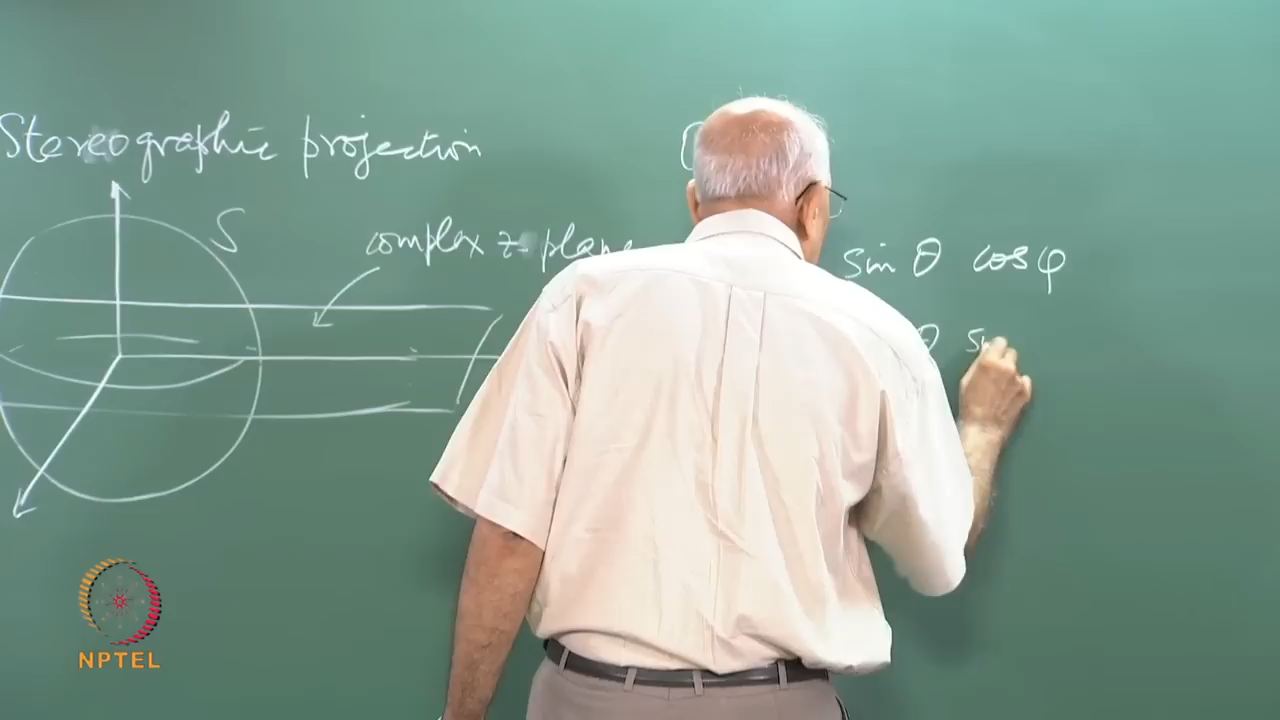 Stereographic projection
S
complex z-plane
sin θ cos φ
θ
NPTEL